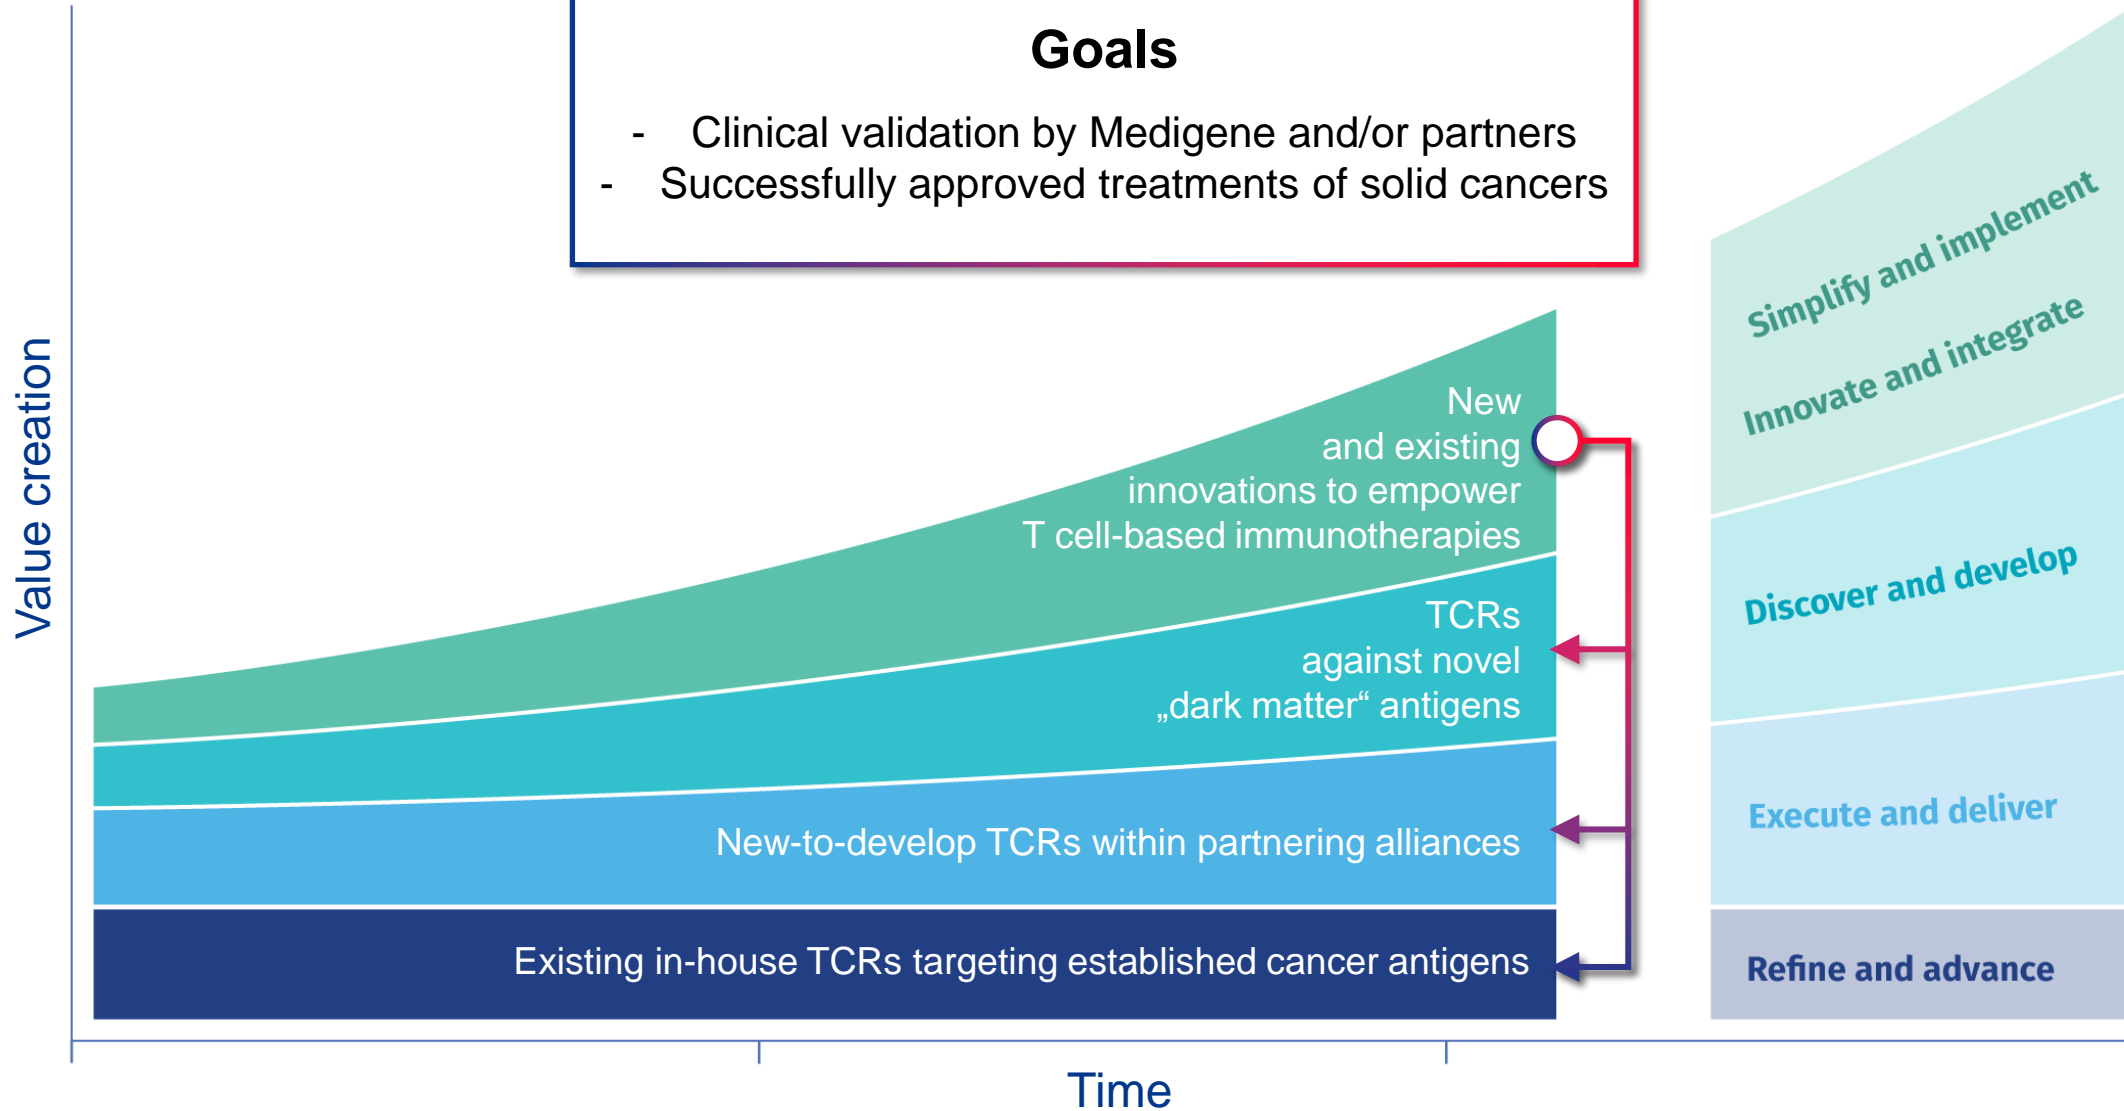 Goals
- Clinical validation by Medigene and/or partners
- Successfully approved treatments of solid cancers
Value creation
New
and existing
innovations to empower
T cell-based immunotherapies
TCRs
against novel
„dark matter“ antigens
New-to-develop TCRs within partnering alliances
Existing in-house TCRs targeting established cancer antigens
Simplify and implement
Innovate and integrate
Discover and develop
Execute and deliver
Refine and advance
Time